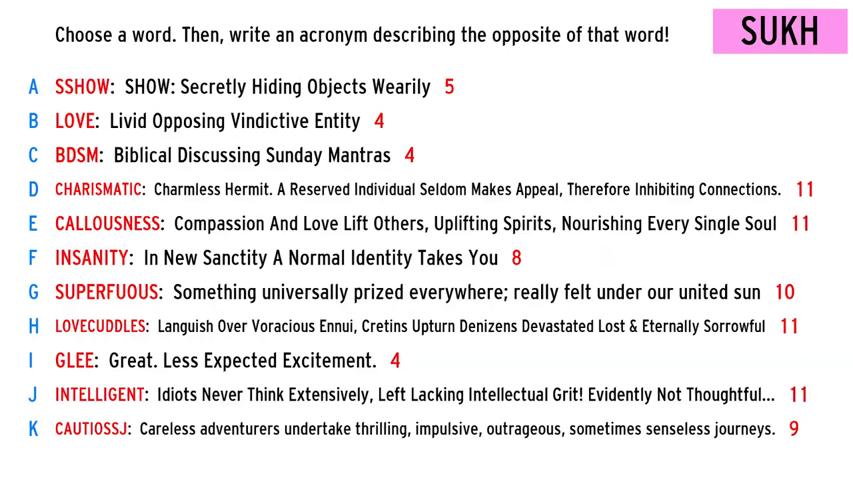 Choose a word. Then, write an acronym describing the opposite of that word!
SUKH
A SSHOW: SHOW: Secretly Hiding Objects Wearily 5
B LOVE: Livid Opposing Vindictive Entity 4
C BDSM: Biblical Discussing Sunday Mantras 4
D CHARISMATIC: Charmless Hermit. A Reserved Individual Seldom Makes Appeal, Therefore Inhibiting Connections. 11
E CALLOUSNESS: Compassion And Love Lift Others, Uplifting Spirits, Nourishing Every Single Soul 11
F INSANITY: In New Sanctity A Normal Identity Takes You 8
G SUPERFUOUS: Something universally prized everywhere; really felt under our united sun 10
H LOVECUDDLES: Languish Over Voracious Ennui, Cretins Upturn Denizens Devastated Lost & Eternally Sorrowful 11
I GLEE: Great. Less Expected Excitement. 4
J INTELLIGENT: Idiots Never Think Extensively, Left Lacking Intellectual Grit! Evidently Not Thoughtful... 11
K CAUTIOSSJ: Careless adventurers undertake thrilling, impulsive, outrageous, sometimes senseless journeys. 9